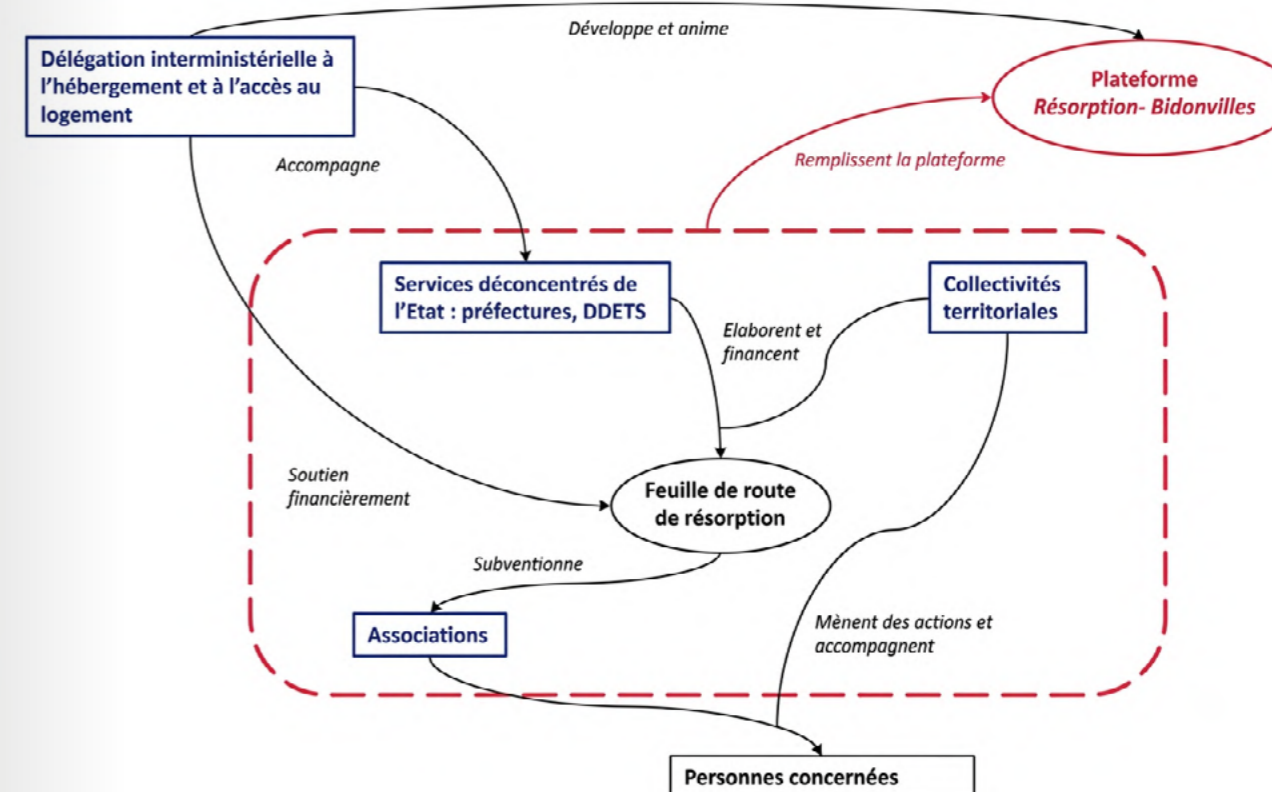 Développe et anime
Délégation interministérielle à
l'hébergement et à l'accès au
logement
Plateforme
Résorption- Bidonvilles
Accompagne
Remplissent la plateforme
Services déconcentrés de
l'Etat : préfectures, DDETS
Collectivités
territoriales
Elaborent et
financent
Soutien
financièrement
Feuille de route
de résorption
Subventionne
Associations
Mènent des actions et
accompagnent
Personnes concernées